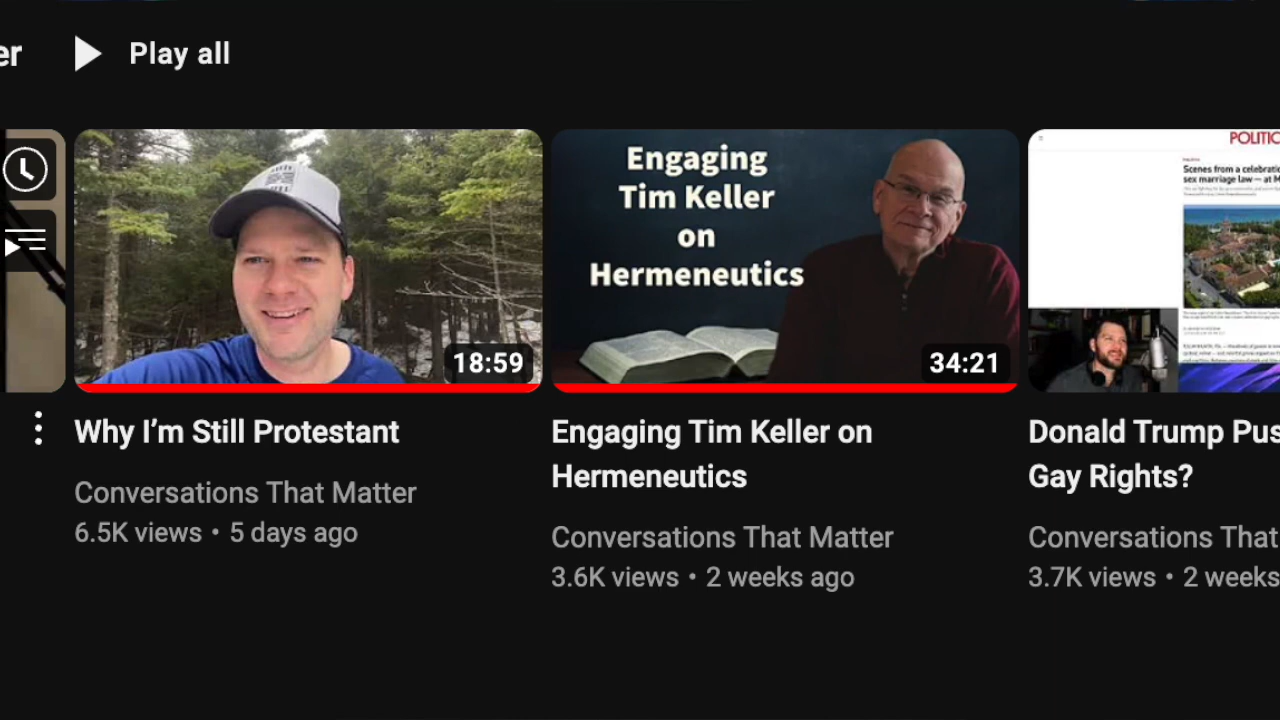 er
Play all
Engaging
Tim Keller
on
Hermeneutics
POLITIC
Scenes from a celebratio
sex marriage law — at M
18:59
34:21
Why I’m Still Protestant
Engaging Tim Keller on
Hermeneutics
Donald Trump Pus
Gay Rights?
Conversations That Matter
6.5K views • 5 days ago
Conversations That Matter
3.6K views • 2 weeks ago
Conversations That
3.7K views • 2 weeks